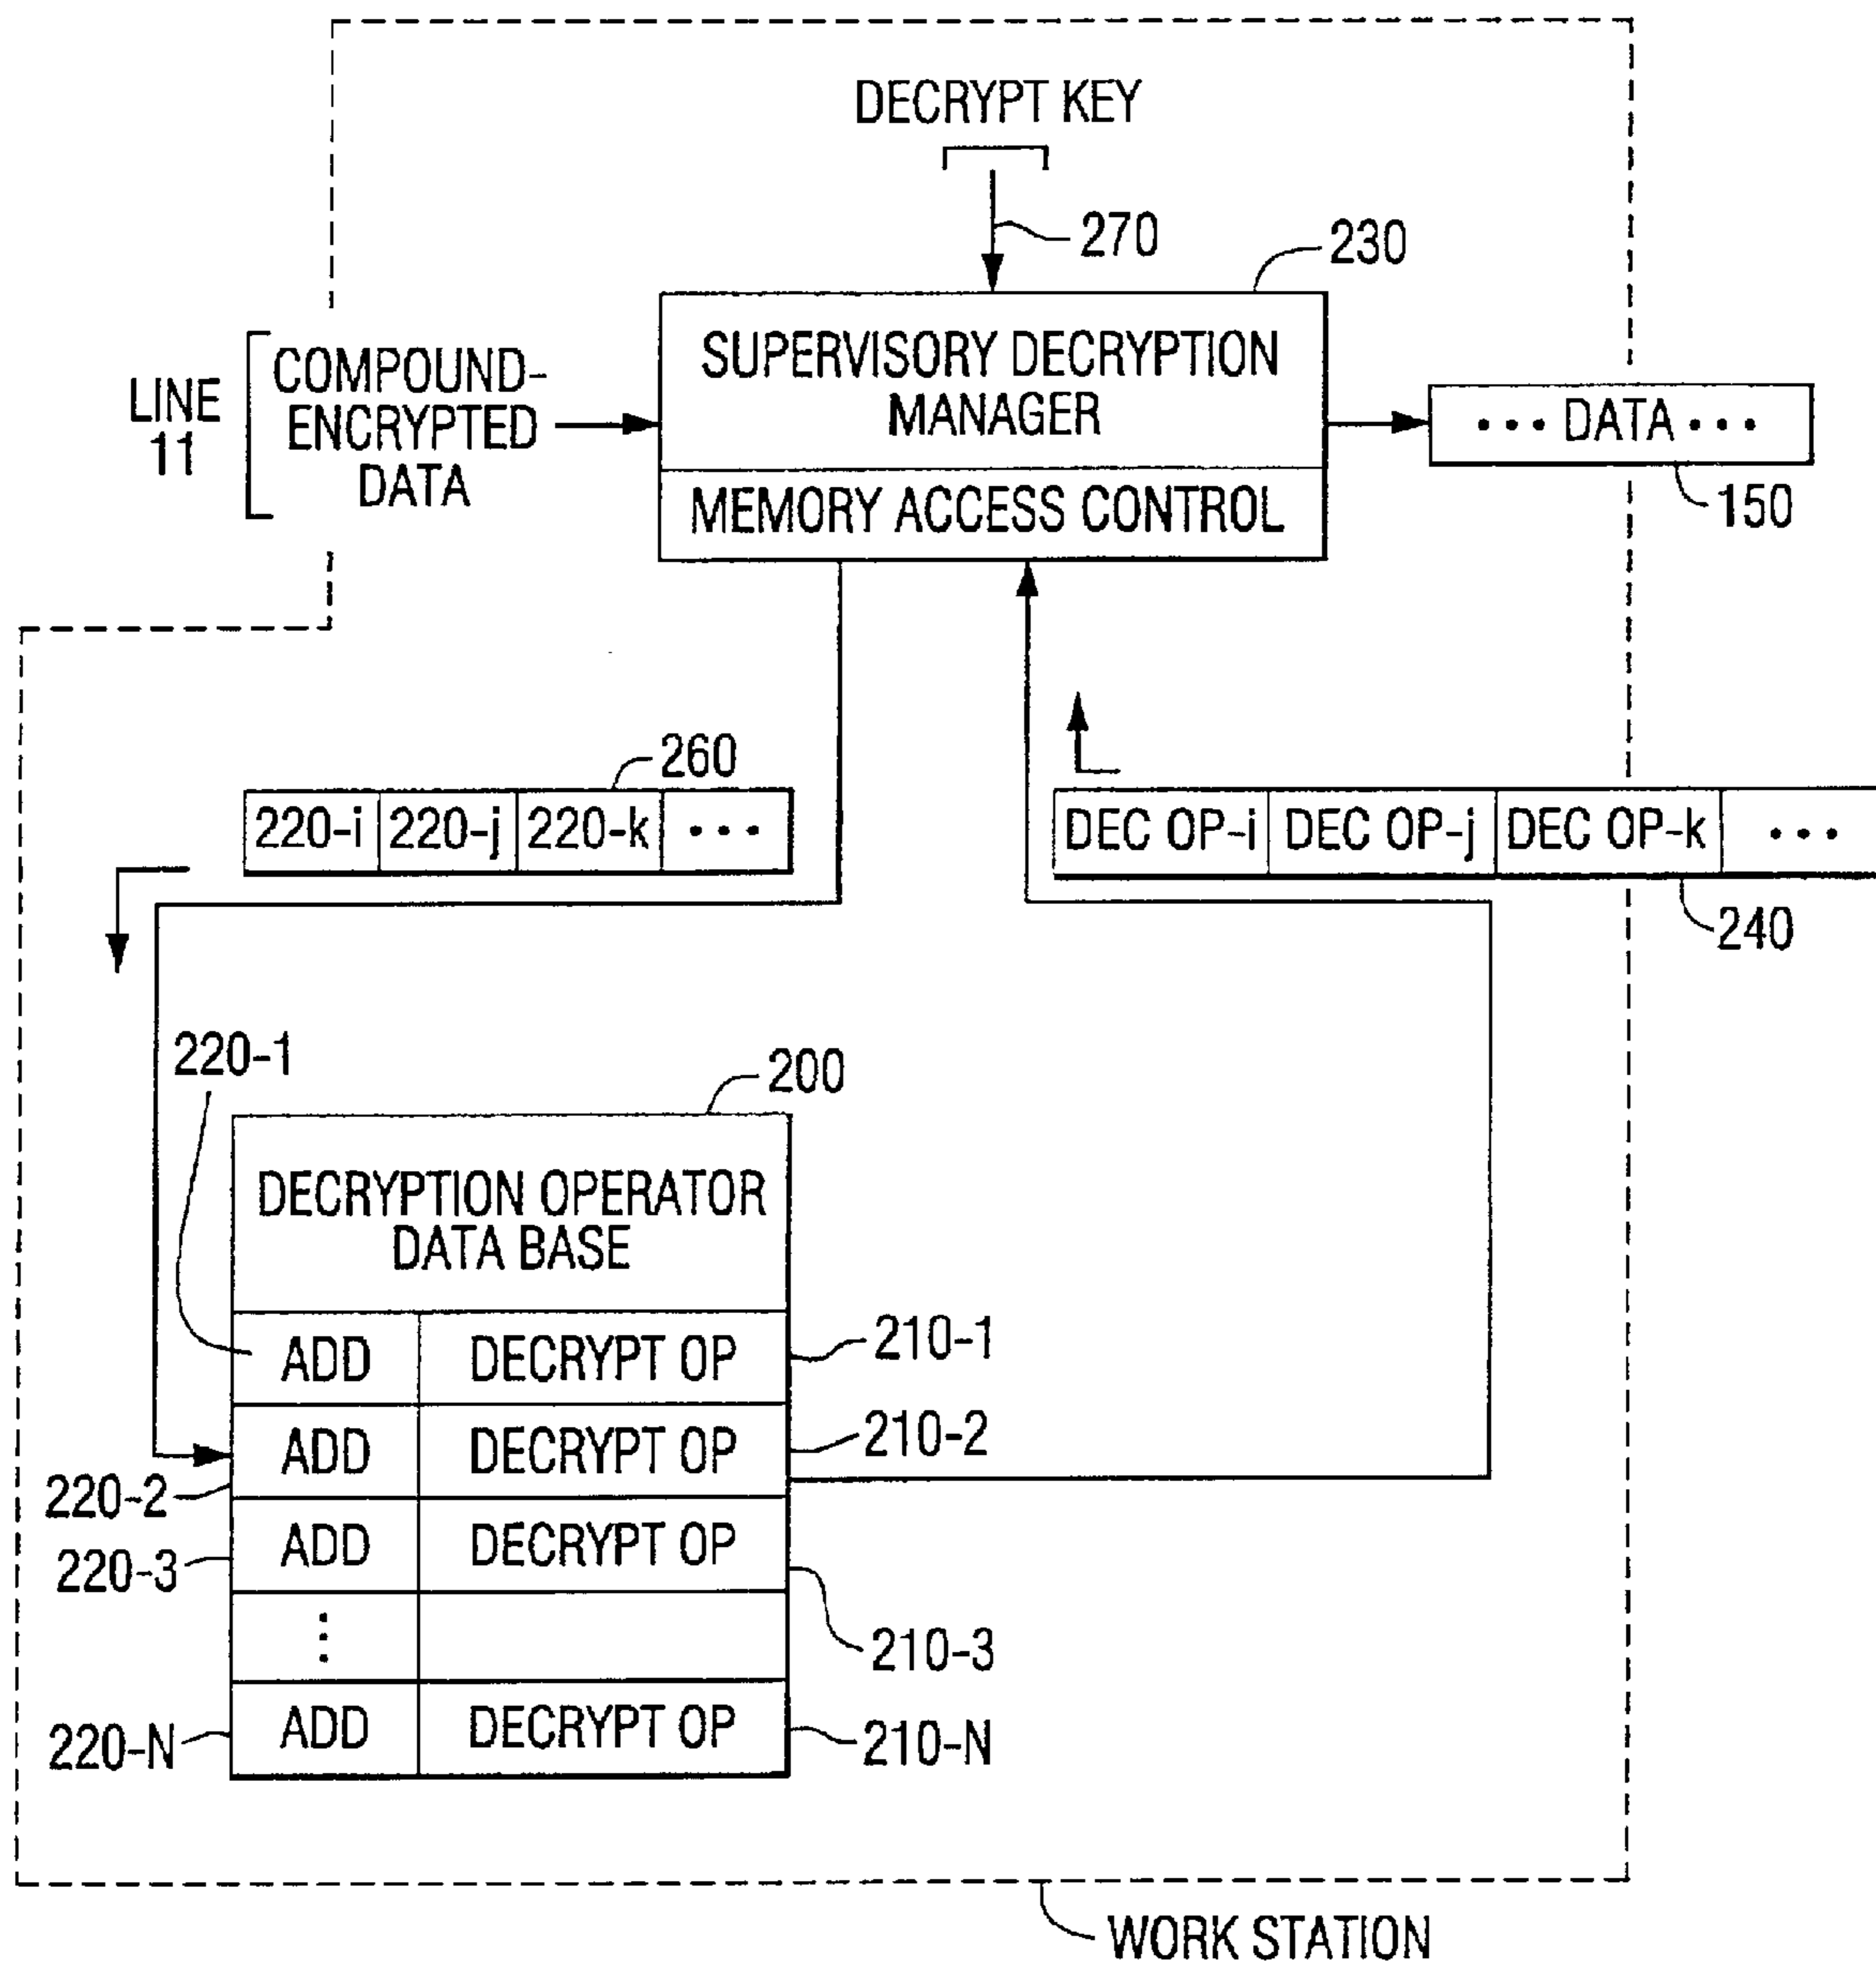 DECRYPT KEY
270
230
LINE
11
COMPOUND-
ENCRYPTED
DATA
SUPERVISORY DECRYPTION
MANAGER
MEMORY ACCESS CONTROL
••• DATA •••
150
260
220-i 220-j 220-k •••
DEC OP-i DEC OP-j DEC OP-k •••
240
220-1
200
DECRYPTION OPERATOR
DATA BASE
ADD DECRYPT OP 210-1
ADD DECRYPT OP 210-2
220-2
ADD DECRYPT OP
220-3
210-3
ADD DECRYPT OP
220-N
210-N
WORK STATION